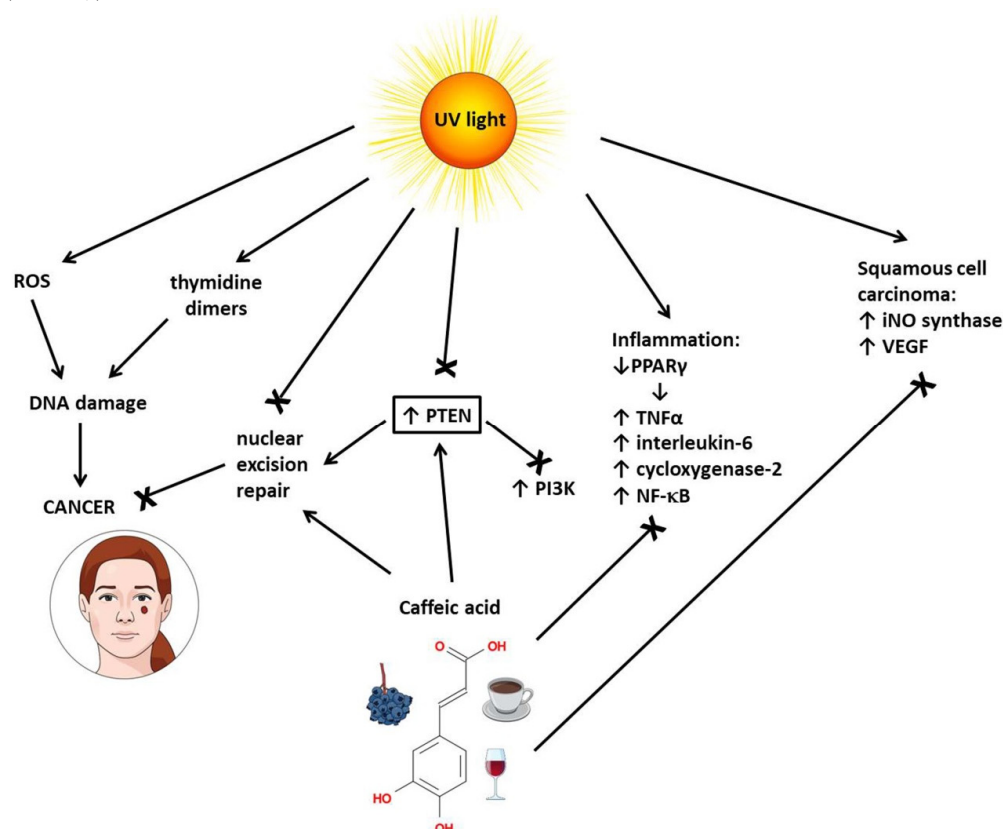 UV light
ROS
thymidine
dimers
Squamous cell
carcinoma:
↑ iNO synthase
↑ VEGF
Inflammation:
↓PPARγ
↓
↑ TNFα
↑ interleukin-6
↑ cycloxygenase-2
↑ NF-κB
DNA damage
↑ PTEN
nuclear
excision
repair
↑ PI3K
CANCER
Caffeic acid
O
OH
HO
OH